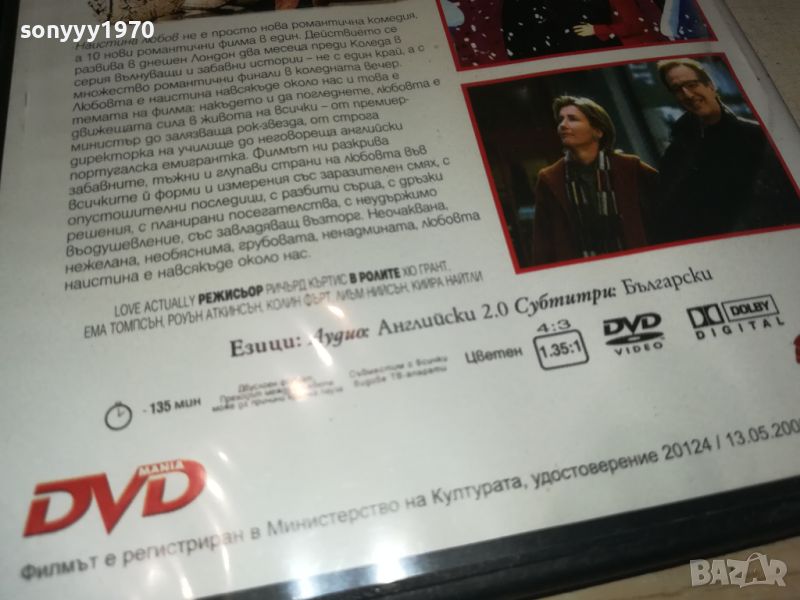 sonyyy1970
Наистина любов не е просто нова романтична комедия,
а 10 нови романтични филма в един. Действието се
развива в днешен Лондон два месеца преди Коледа в
серия вълнуващи и забавни истории – не с един край, а с
множество романтични финали в коледната вечер.
Любовта е наистина навсякъде около нас и това е
темата на филма: накъдето и да погледнете, любовта е
движещата сила в живота на всички – от премиер-
министър до залязваща рок-звезда, от строга
директорка на училище до неговореща английски
португалска емигрантка. Филмът ни разкрива
забавните, тъжни и глупави страни на любовта във
всичките й форми и измерения със заразителен смях, с
опустошителни последици, с разбити сърца, с дръзки
решения, с планирани посегателства, с неудържимо
въодушевление, със завладяващ възторг. Неочаквана,
нежелана, необяснима, грубовата, ненадмината, любовта
наистина е навсякъде около нас.
LOVE ACTUALLY РЕЖИСЬОР РИЧЪРД КЪРТИС В РОЛИТЕ ХЮ ГРАНТ,
ЕМА ТОМПСЪН, РОУЪН АТКИНСЪН, КОЛИН ФЪРТ, ЛИЪМ НИЙСЪН, КИЙРА НАЙТЛИ
Езици: Аудио: Английски 2.0 Субтитри: Български
- 135 мин
Съвместим с всички
видове ТВ-апарати
Цветен
4:3
1.35:1
DVD
VIDEO
DOLBY
DIGITAL
DVD MANIA
Филмът е регистриран в Министерство на Културата, удостоверение 20124 / 13.05.200
BAZAR